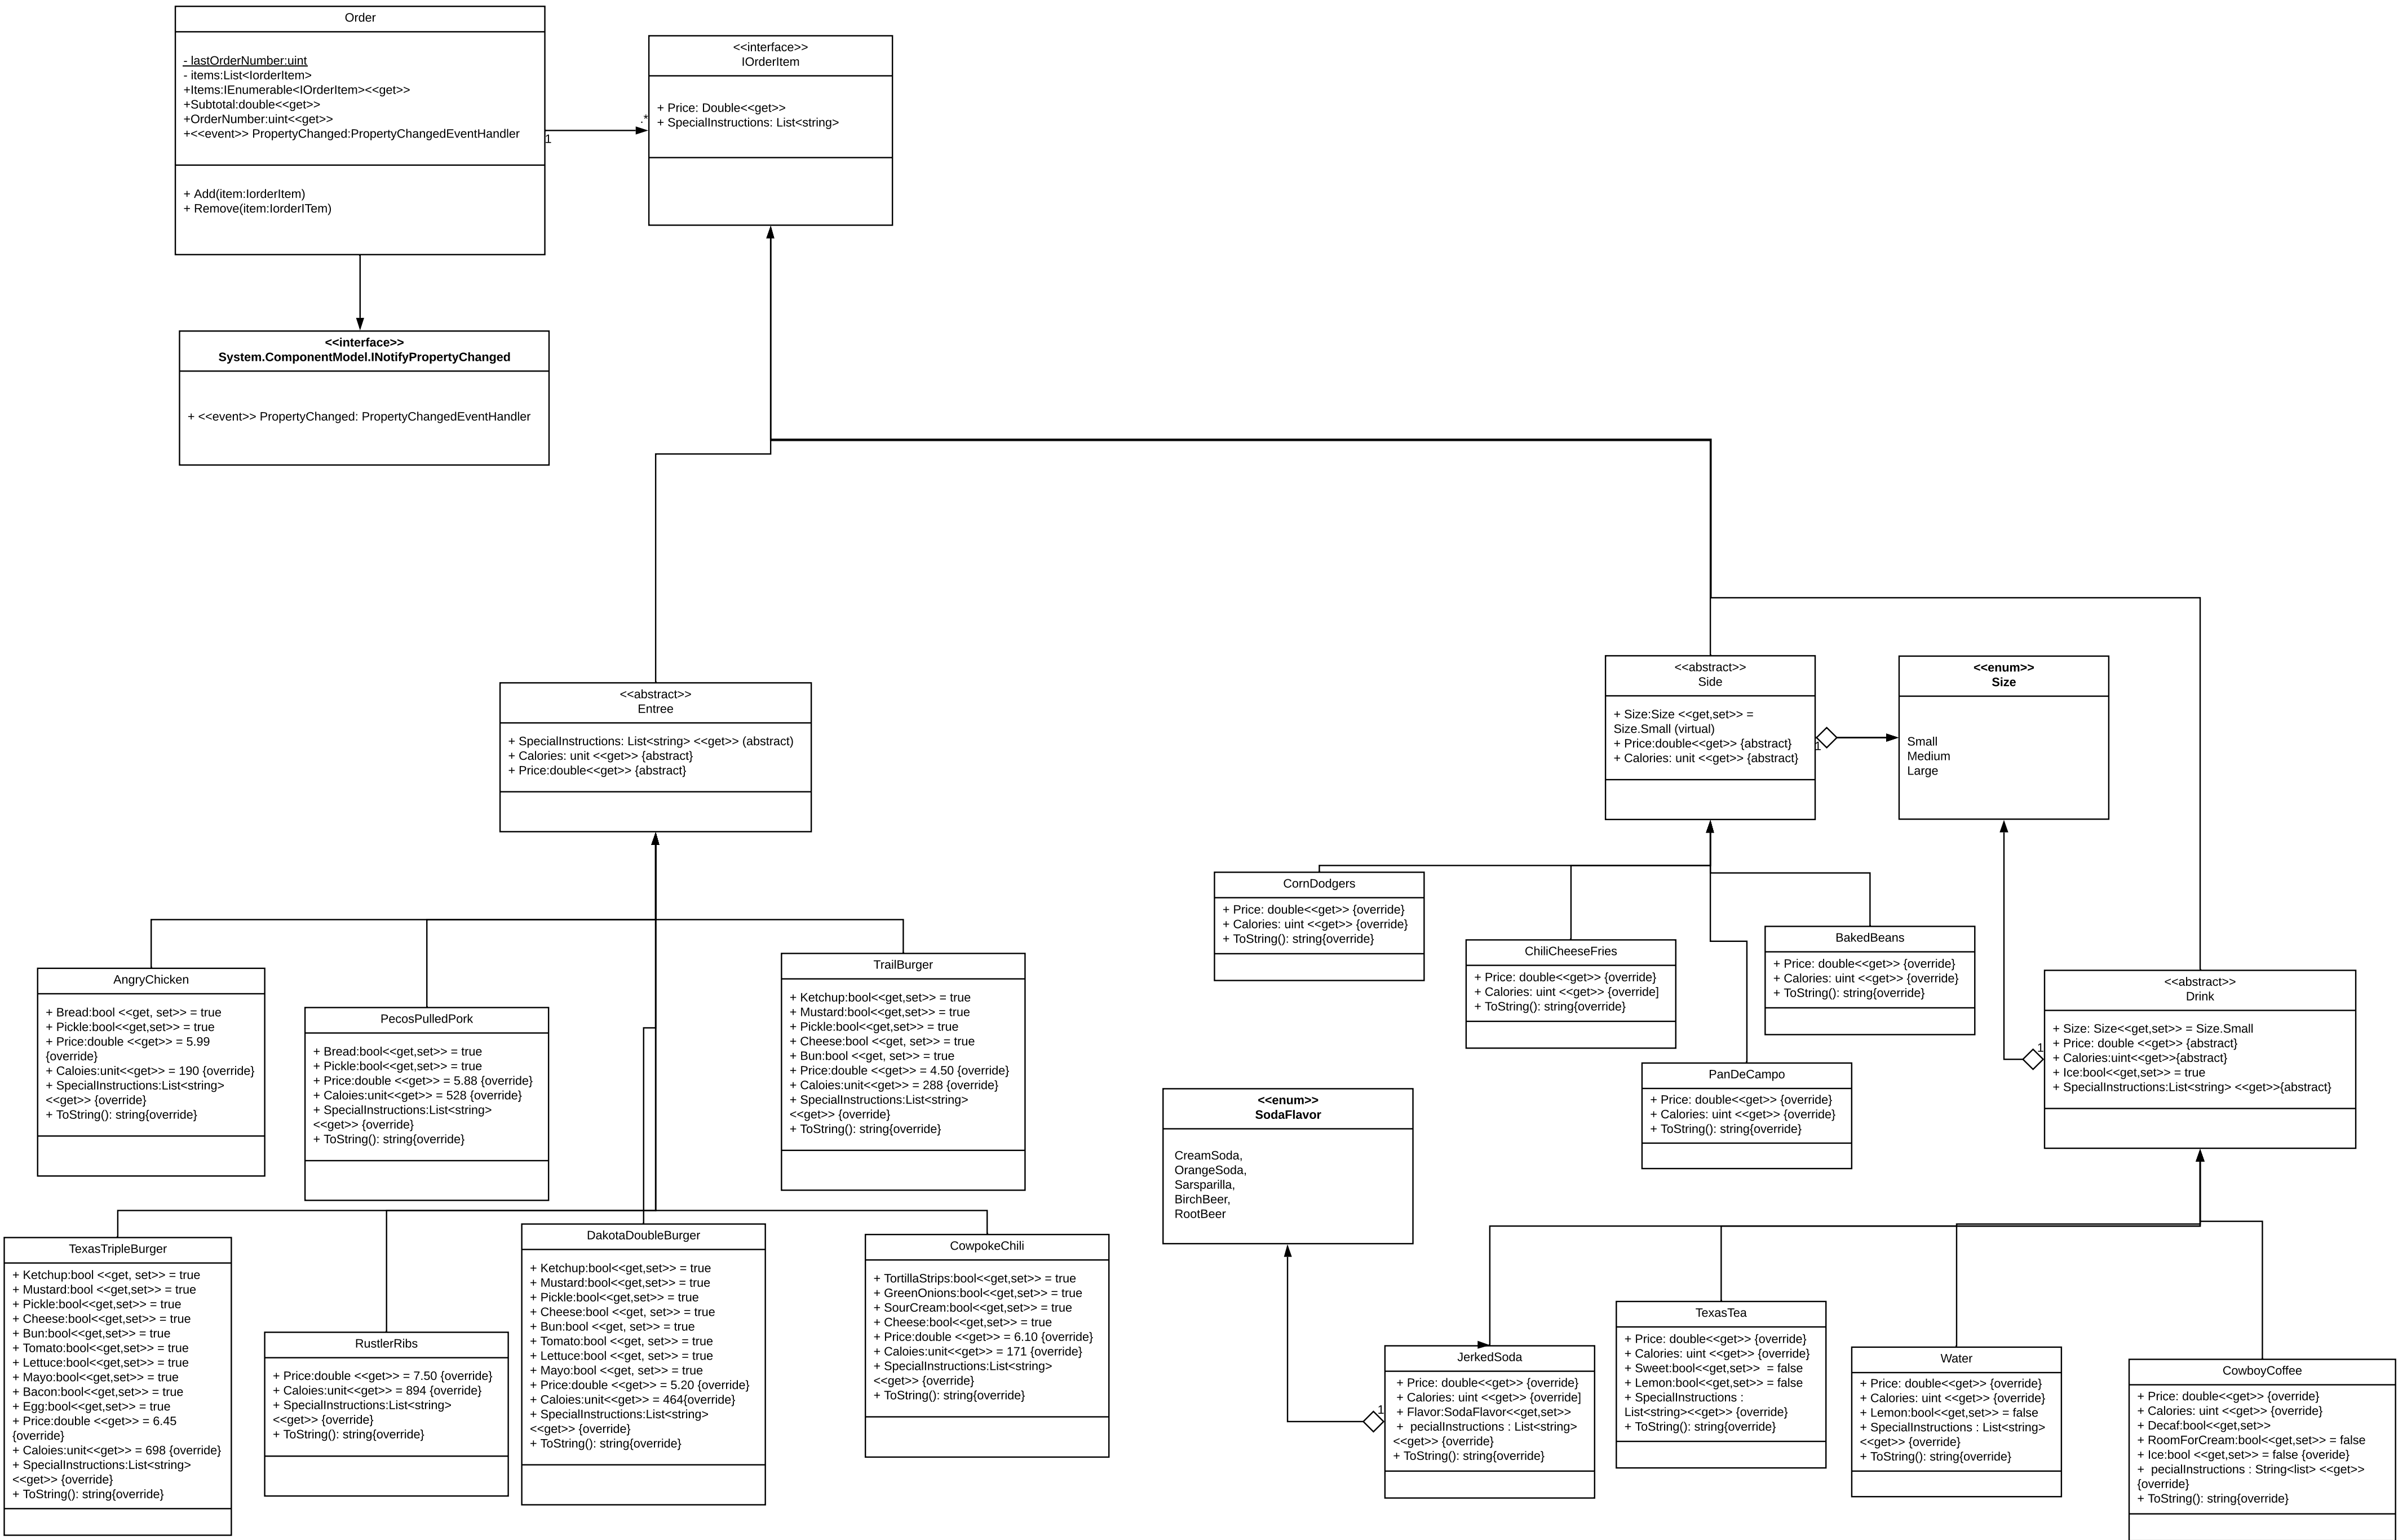 Order
- lastOrderNumber:uint
- items:List<IorderItem>
+Items:IEnumerable<IOrderItem><<get>>
+Subtotal:double<<get>>
+OrderNumber:uint<<get>>
+<<event>> PropertyChanged:PropertyChangedEventHandler
+ Add(item:IorderItem)
+ Remove(item:IorderITem)
1
.*
<<interface>>
IOrderItem
+ Price: Double<<get>>
+ SpecialInstructions: List<string>
<<interface>>
System.ComponentModel.INotifyPropertyChanged
+ <<event>> PropertyChanged: PropertyChangedEventHandler
<<abstract>>
Entree
+ SpecialInstructions: List<string> <<get>> (abstract)
+ Calories: unit <<get>> {abstract}
+ Price:double<<get>> {abstract}
<<abstract>>
Side
+ Size:Size <<get,set>> =
Size.Small (virtual)
+ Price:double<<get>> {abstract}
+ Calories: unit <<get>> {abstract}
1
<<enum>>
Size
Small
Medium
Large
AngryChicken
+ Bread:bool <<get, set>> = true
+ Pickle:bool<<get,set>> = true
+ Price:double <<get>> = 5.99
{override}
+ Caloies:unit<<get>> = 190 {override}
+ SpecialInstructions:List<string>
<<get>> {override}
+ ToString(): string{override}
PecosPulledPork
+ Bread:bool<<get,set>> = true
+ Pickle:bool<<get,set>> = true
+ Price:double <<get>> = 5.88 {override}
+ Caloies:unit<<get>> = 528 {override}
+ SpecialInstructions:List<string>
<<get>> {override}
+ ToString(): string{override}
TrailBurger
+ Ketchup:bool<<get,set>> = true
+ Mustard:bool<<get,set>> = true
+ Pickle:bool<<get,set>> = true
+ Cheese:bool <<get, set>> = true
+ Bun:bool <<get, set>> = true
+ Price:double <<get>> = 4.50 {override}
+ Caloies:unit<<get>> = 288 {override}
+ SpecialInstructions:List<string>
<<get>> {override}
+ ToString(): string{override}
CornDodgers
+ Price: double<<get>> {override}
+ Calories: uint <<get>> {override}
+ ToString(): string{override}
ChiliCheeseFries
+ Price: double<<get>> {override}
+ Calories: uint <<get>> {override]
+ ToString(): string{override}
BakedBeans
+ Price: double<<get>> {override}
+ Calories: uint <<get>> {override}
+ ToString(): string{override}
PanDeCampo
+ Price: double<<get>> {override}
+ Calories: uint <<get>> {override}
+ ToString(): string{override}
<<abstract>>
Drink
+ Size: Size<<get,set>> = Size.Small
+ Price: double <<get>> {abstract}
+ Calories:uint<<get>>{abstract}
+ Ice:bool<<get,set>> = true
+ SpecialInstructions:List<string> <<get>>{abstract}
1
<<enum>>
SodaFlavor
CreamSoda,
OrangeSoda,
Sarsparilla,
BirchBeer,
RootBeer
TexasTripleBurger
+ Ketchup:bool <<get, set>> = true
+ Mustard:bool <<get,set>> = true
+ Pickle:bool<<get,set>> = true
+ Cheese:bool<<get,set>> = true
+ Bun:bool<<get,set>> = true
+ Tomato:bool<<get,set>> = true
+ Lettuce:bool<<get,set>> = true
+ Mayo:bool<<get,set>> = true
+ Bacon:bool<<get,set>> = true
+ Egg:bool<<get,set>> = true
+ Price:double <<get>> = 6.45
{override}
+ Caloies:unit<<get>> = 698 {override}
+ SpecialInstructions:List<string>
<<get>> {override}
+ ToString(): string{override}
RustlerRibs
+ Price:double <<get>> = 7.50 {override}
+ Caloies:unit<<get>> = 894 {override}
+ SpecialInstructions:List<string>
<<get>> {override}
+ ToString(): string{override}
DakotaDoubleBurger
+ Ketchup:bool<<get,set>> = true
+ Mustard:bool<<get,set>> = true
+ Pickle:bool<<get,set>> = true
+ Cheese:bool <<get, set>> = true
+ Bun:bool <<get, set>> = true
+ Tomato:bool <<get, set>> = true
+ Lettuce:bool <<get, set>> = true
+ Mayo:bool <<get, set>> = true
+ Price:double <<get>> = 5.20 {override}
+ Caloies:unit<<get>> = 464{override}
+ SpecialInstructions:List<string>
<<get>> {override}
+ ToString(): string{override}
CowpokeChili
+ TortillaStrips:bool<<get,set>> = true
+ GreenOnions:bool<<get,set>> = true
+ SourCream:bool<<get,set>> = true
+ Cheese:bool<<get,set>> = true
+ Price:double <<get>> = 6.10 {override}
+ Caloies:unit<<get>> = 171 {override}
+ SpecialInstructions:List<string>
<<get>> {override}
+ ToString(): string{override}
JerkedSoda
+ Price: double<<get>> {override}
+ Calories: uint <<get>> {override]
+ Flavor:SodaFlavor<<get,set>>
+ pecialInstructions : List<string>
<<get>> {override}
+ ToString(): string{override}
1
TexasTea
+ Price: double<<get>> {override}
+ Calories: uint <<get>> {override}
+ Sweet:bool<<get,set>> = false
+ Lemon:bool<<get,set>> = false
+ SpecialInstructions :
List<string><<get>> {override}
+ ToString(): string{override}
Water
+ Price: double<<get>> {override}
+ Calories: uint <<get>> {override}
+ Lemon:bool<<get,set>> = false
+ SpecialInstructions : List<string>
<<get>> {override}
+ ToString(): string{override}
CowboyCoffee
+ Price: double<<get>> {override}
+ Calories: uint <<get>> {override}
+ Decaf:bool<<get,set>>
+ RoomForCream:bool<<get,set>> = false
+ Ice:bool <<get,set>> = false {overide}
+ pecialInstructions : String<list> <<get>>
{override}
+ ToString(): string{override}